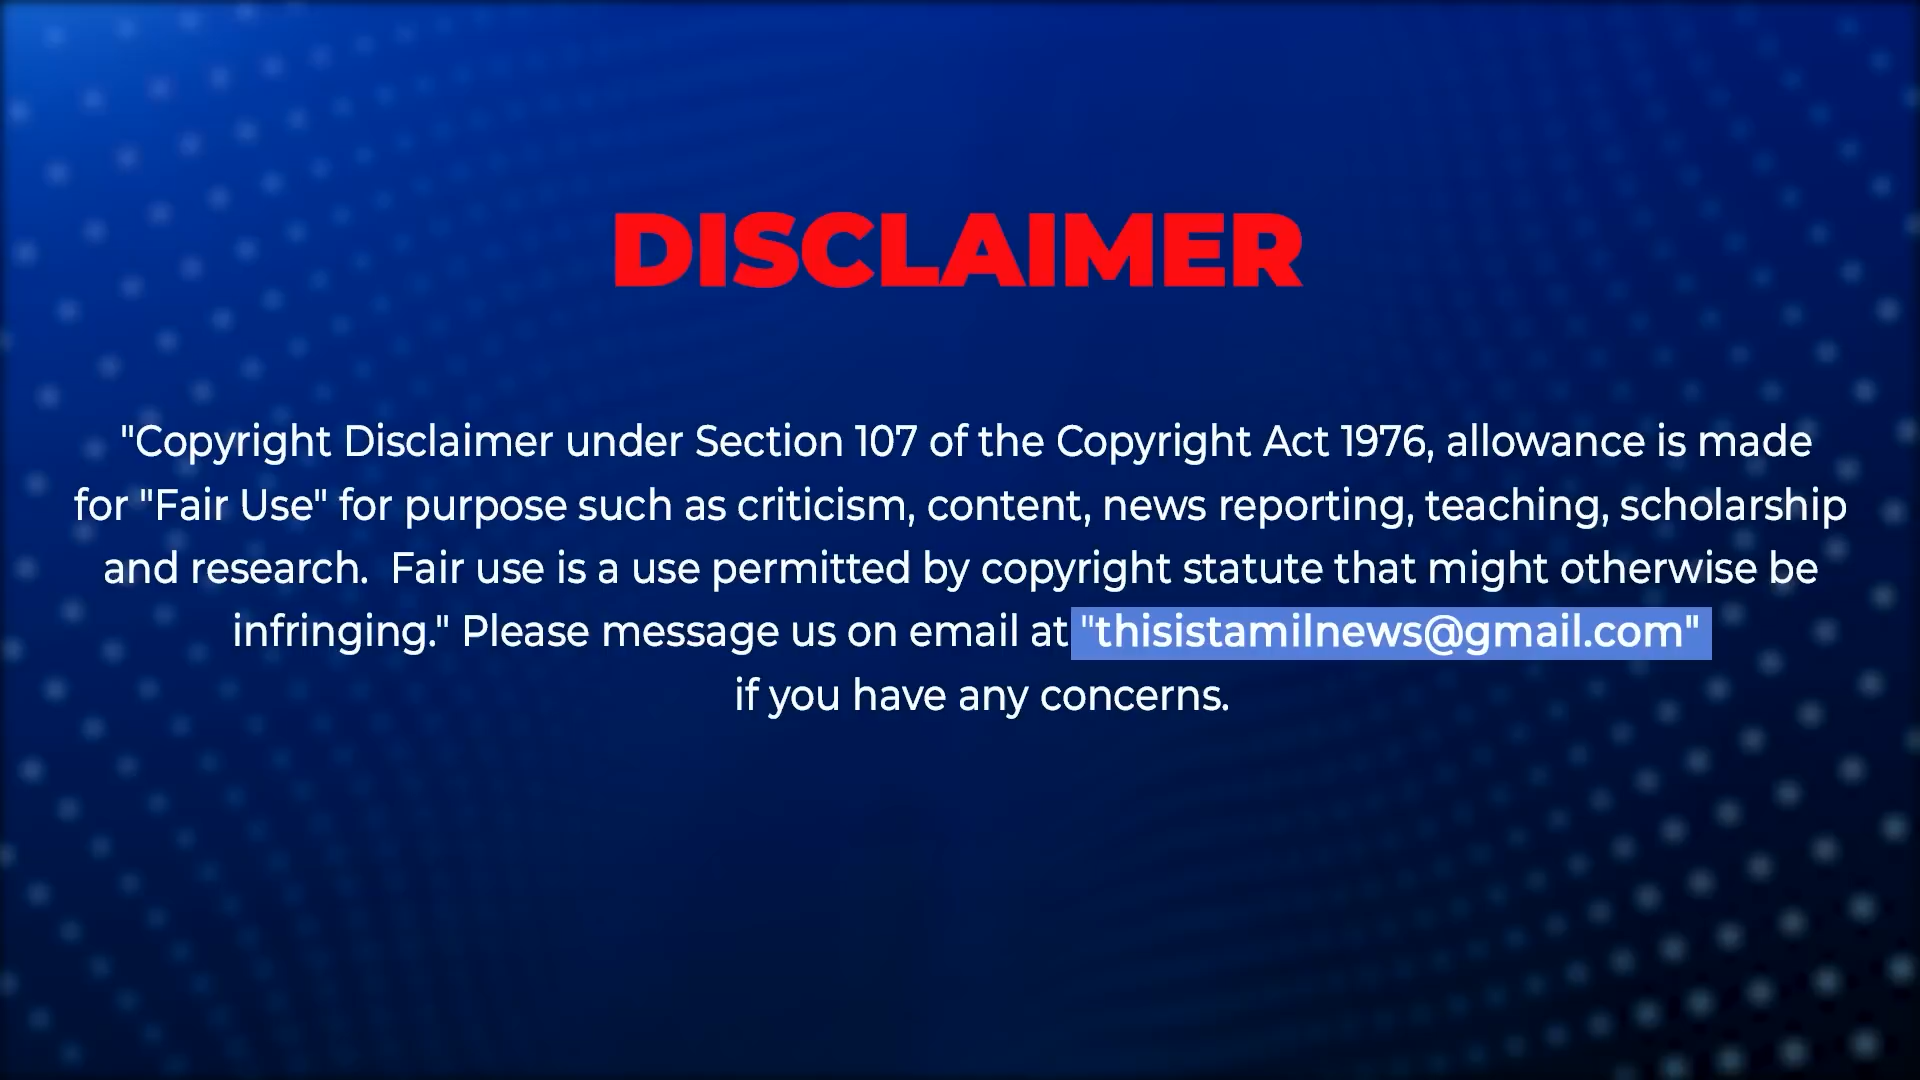 DISCLAIMER
"Copyright Disclaimer under Section 107 of the Copyright Act 1976, allowance is made
for "Fair Use" for purpose such as criticism, content, news reporting, teaching, scholarship
and research.  Fair use is a use permitted by copyright statute that might otherwise be
infringing." Please message us on email at "thisistamilnews@gmail.com"
if you have any concerns.